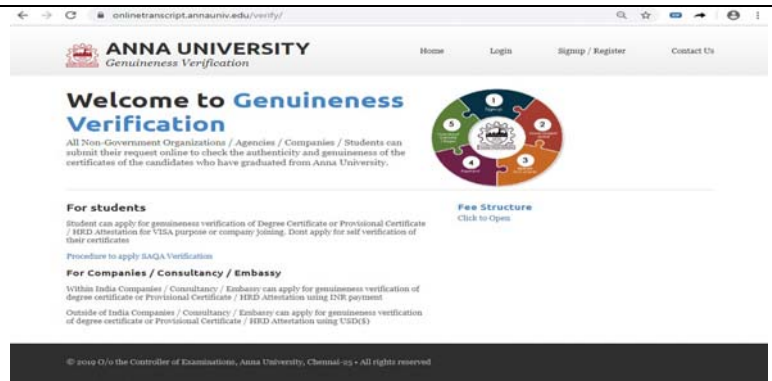 onlinetranscript.annauniv.edu/verify/
ANNA UNIVERSITY
Genuineness Verification
Home Login Signup / Register Contact Us
Welcome to Genuineness
Verification
All Non-Government Organizations / Agencies / Companies / Students can
submit their request online to check the authenticity and genuineness of the
certificates of the candidates who have graduated from Anna University.
1
2
3
4
5
For students
Student can apply for genuineness verification of Degree Certificate or Provisional Certificate
/ HRD Attestation for VISA purpose or company joining. Dont apply for self verification of
their certificates
Procedure to apply SAQA Verification
Fee Structure
Click to Open
For Companies / Consultancy / Embassy
Within India Companies / Consultancy / Embassy can apply for genuineness verification of
degree certificate or Provisional Certificate / HRD Attestation using INR payment
Outside of India Companies / Consultancy / Embassy can apply for genuineness verification
of degree certificate or Provisional Certificate / HRD Attestation using USD($)
© 2019 O/o the Controller of Examinations, Anna University, Chennai-25 • All rights reserved